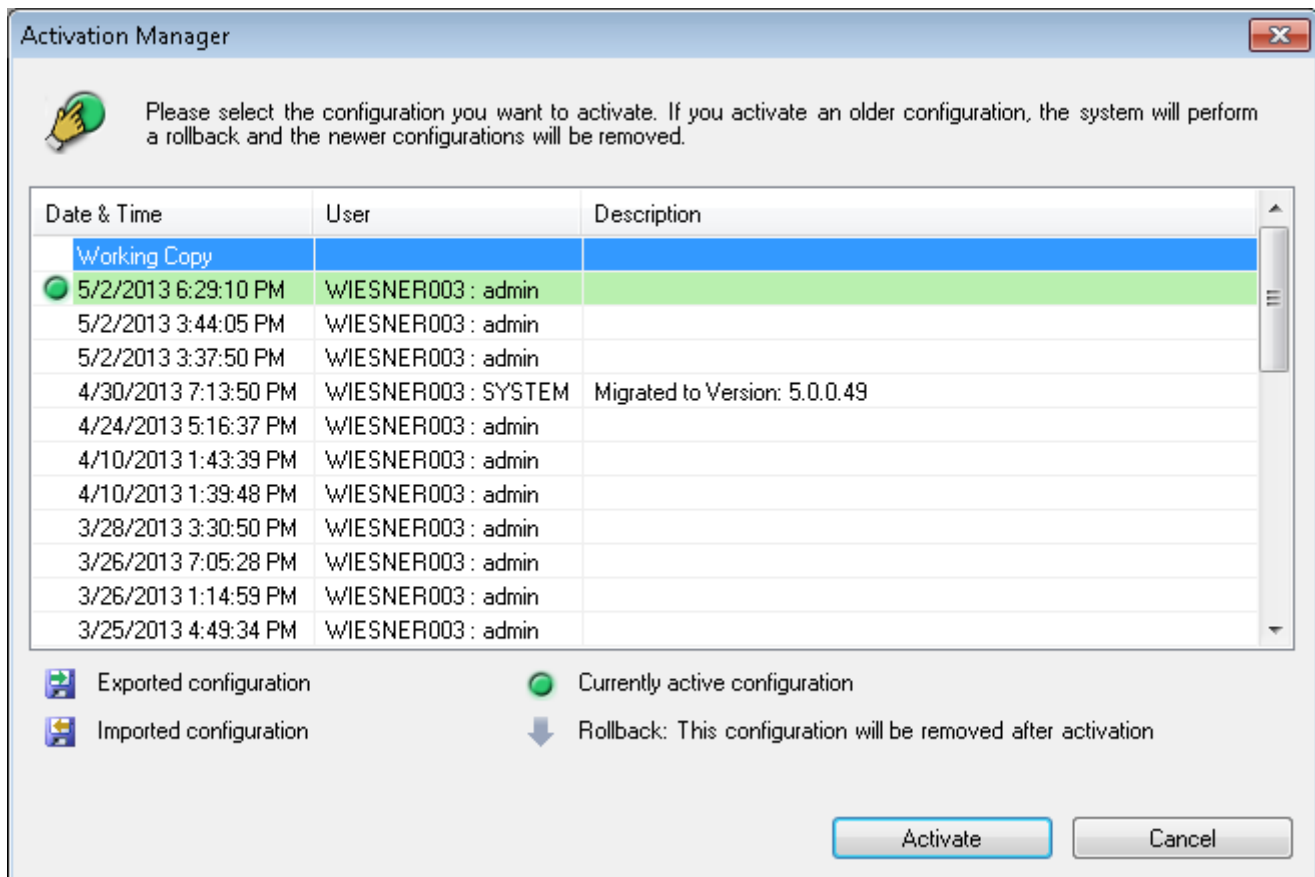 Activation Manager
Please select the configuration you want to activate. If you activate an older configuration, the system will perform
a rollback and the newer configurations will be removed.
Date & Time User Description
Working Copy
5/2/2013 6:29:10 PM WIESNER003 : admin
5/2/2013 3:44:05 PM WIESNER003 : admin
5/2/2013 3:37:50 PM WIESNER003 : admin
4/30/2013 7:13:50 PM WIESNER003 : SYSTEM Migrated to Version: 5.0.0.49
4/24/2013 5:16:37 PM WIESNER003 : admin
4/10/2013 1:43:39 PM WIESNER003 : admin
4/10/2013 1:39:48 PM WIESNER003 : admin
3/28/2013 3:30:50 PM WIESNER003 : admin
3/26/2013 7:05:28 PM WIESNER003 : admin
3/26/2013 1:14:59 PM WIESNER003 : admin
3/25/2013 4:49:34 PM WIESNER003 : admin
Exported configuration Currently active configuration
Imported configuration Rollback: This configuration will be removed after activation
Activate Cancel